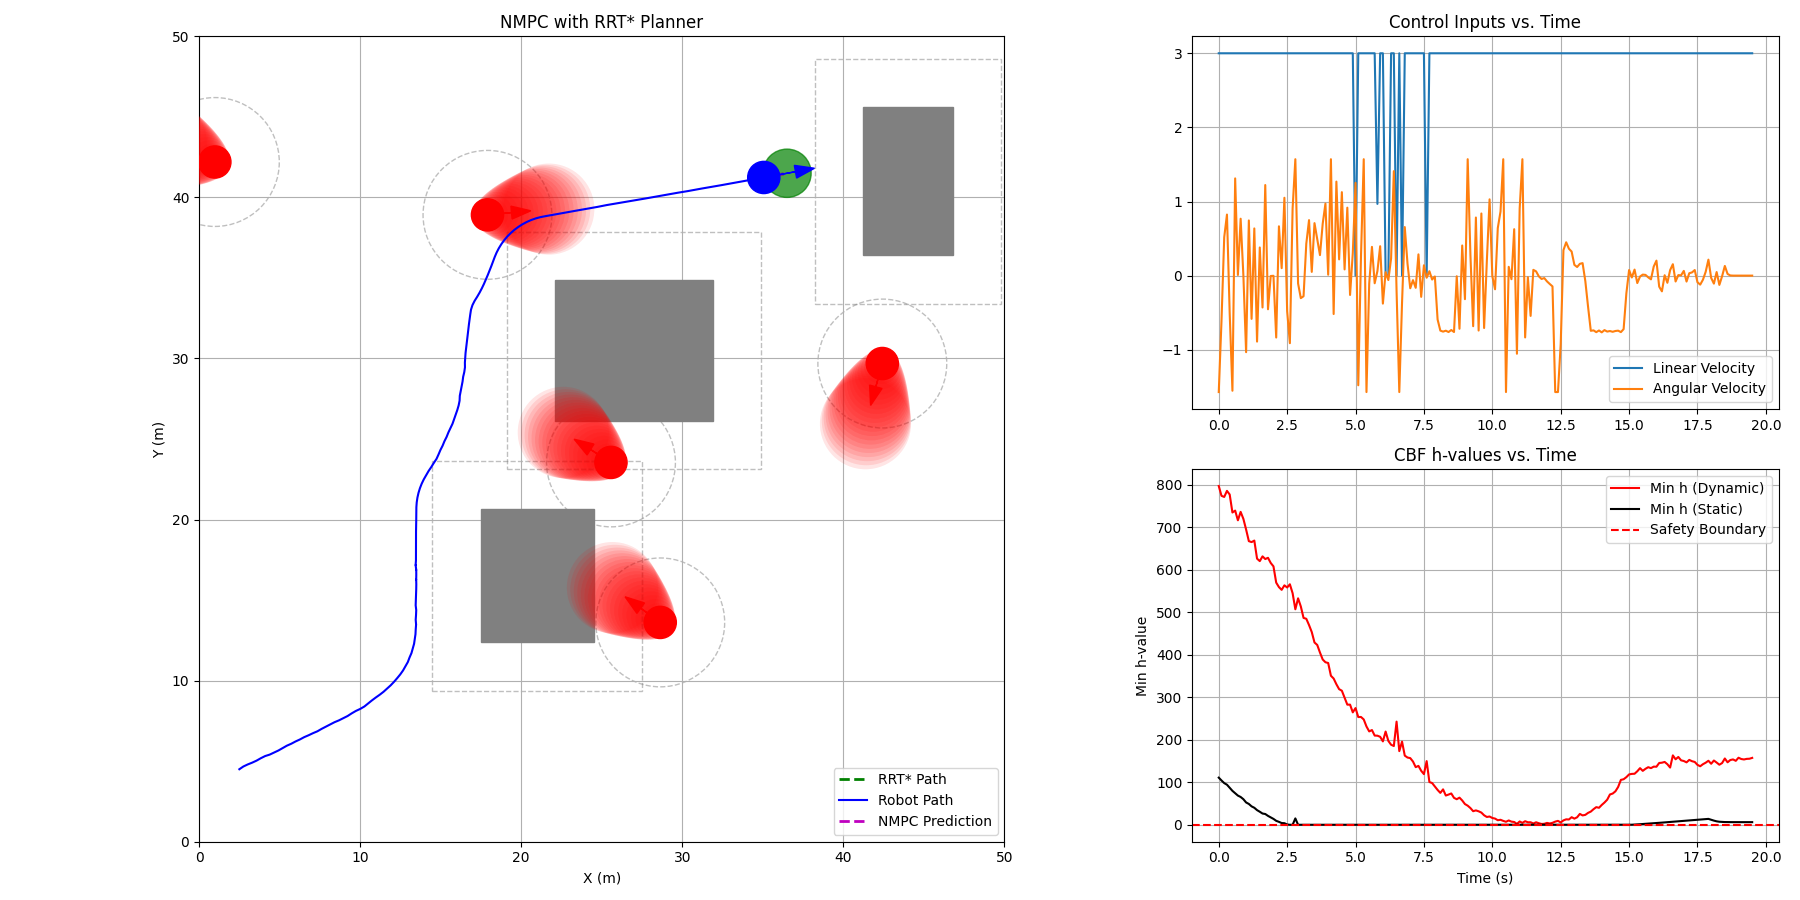 NMPC with RRT* Planner
50
40
30
20
10
0
Y (m)
0 10 20 30 40 50
X (m)
RRT* Path
Robot Path
NMPC Prediction
Control Inputs vs. Time
3
2
1
0
−1
0.0 2.5 5.0 7.5 10.0 12.5 15.0 17.5 20.0
Linear Velocity
Angular Velocity
CBF h-values vs. Time
800
700
600
500
400
300
200
100
0
Min h-value
0.0 2.5 5.0 7.5 10.0 12.5 15.0 17.5 20.0
Time (s)
Min h (Dynamic)
Min h (Static)
Safety Boundary